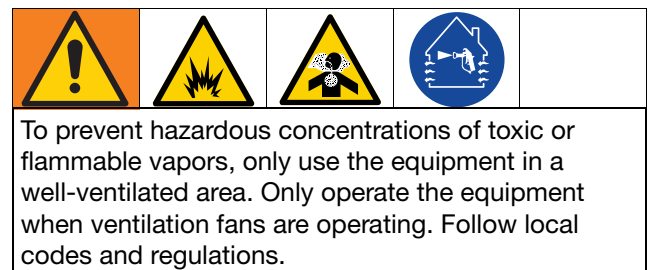 To prevent hazardous concentrations of toxic or
flammable vapors, only use the equipment in a
well-ventilated area. Only operate the equipment
when ventilation fans are operating. Follow local
codes and regulations.